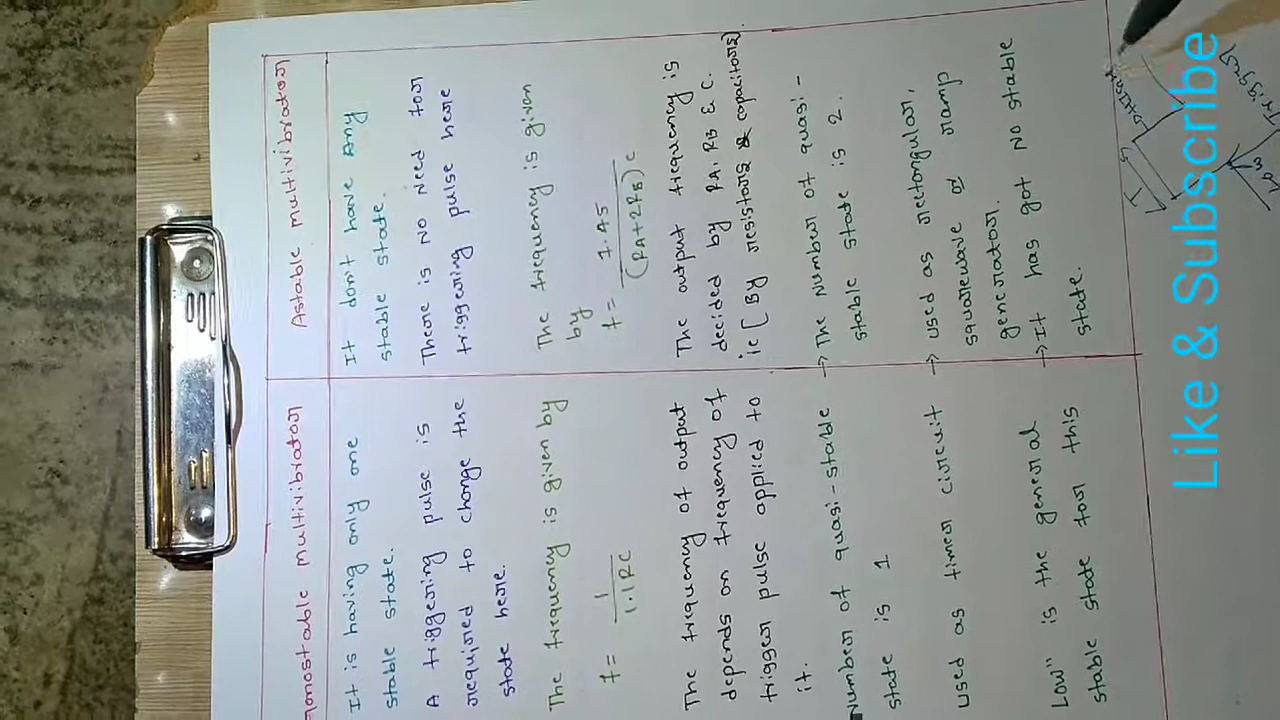 monostable multivibrator
It is having only one
stable state.
A triggering pulse is
required to change the
state here.
The frequency is given by
f = 1 / 1.1RC
The frequency of output
depends on frequency of
trigger pulse applied to
it.
Number of quasi-stable
state is 1
used as timer circuit
Low" is the general
stable state for this
Astable multivibrator
It don't have any
stable state.
There is no need for
triggering pulse here
The frequency is given
by
f = 1.45 / (RA+2RB)C
The output frequency is
decided by RA, RB & C.
ie [By resistors & capacitors]
→ The Number of quasi-
stable state is 2.
→ used as rectangular,
squarewave or ramp
generator.
→ It has got no stable
state.
Trigger
Like & Subscribe